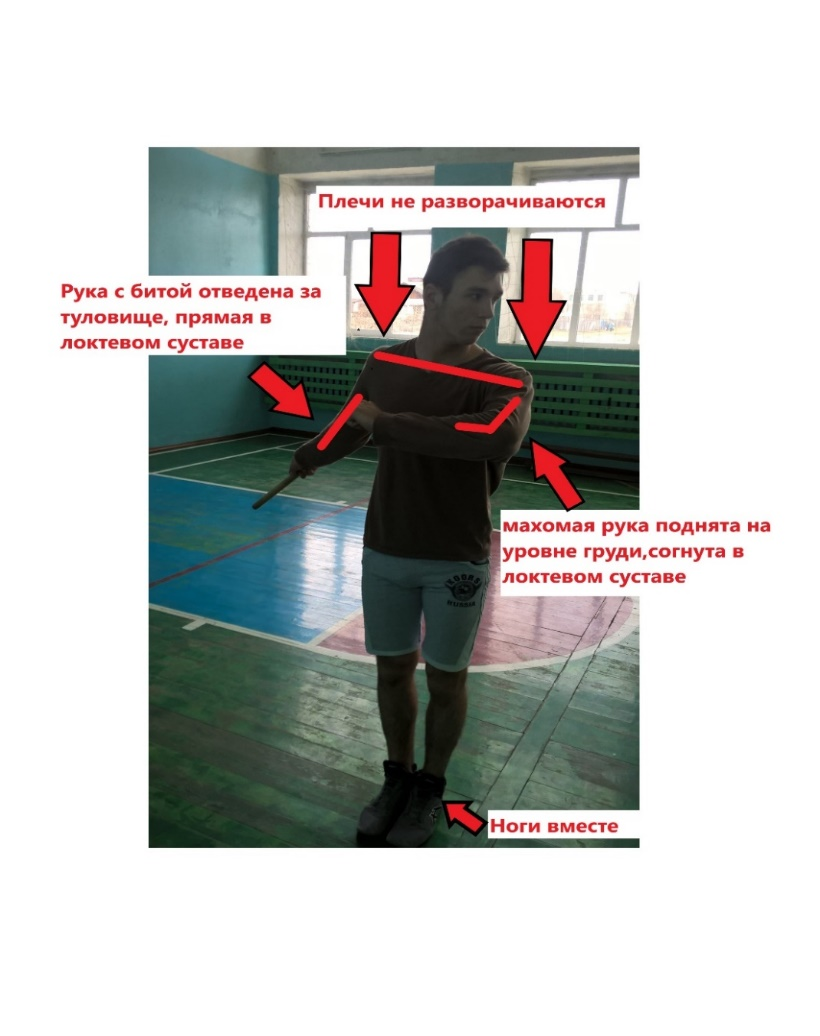 Плечи не разворачиваются
Рука с битой отведена за
туловище, прямая в
локтевом суставе
махомая рука поднята на
уровне груди,согнута в
локтевом суставе
RUSSIA
Ноги вместе